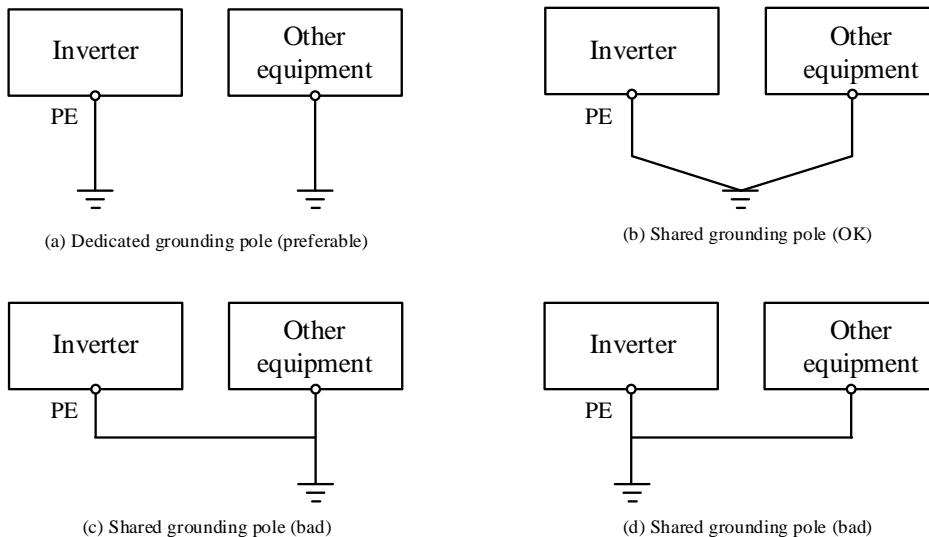 Inverter
Other
equipment
PE
(a) Dedicated grounding pole (preferable)
Inverter
Other
equipment
PE
(b) Shared grounding pole (OK)
Inverter
Other
equipment
PE
(c) Shared grounding pole (bad)
Inverter
Other
equipment
PE
(d) Shared grounding pole (bad)